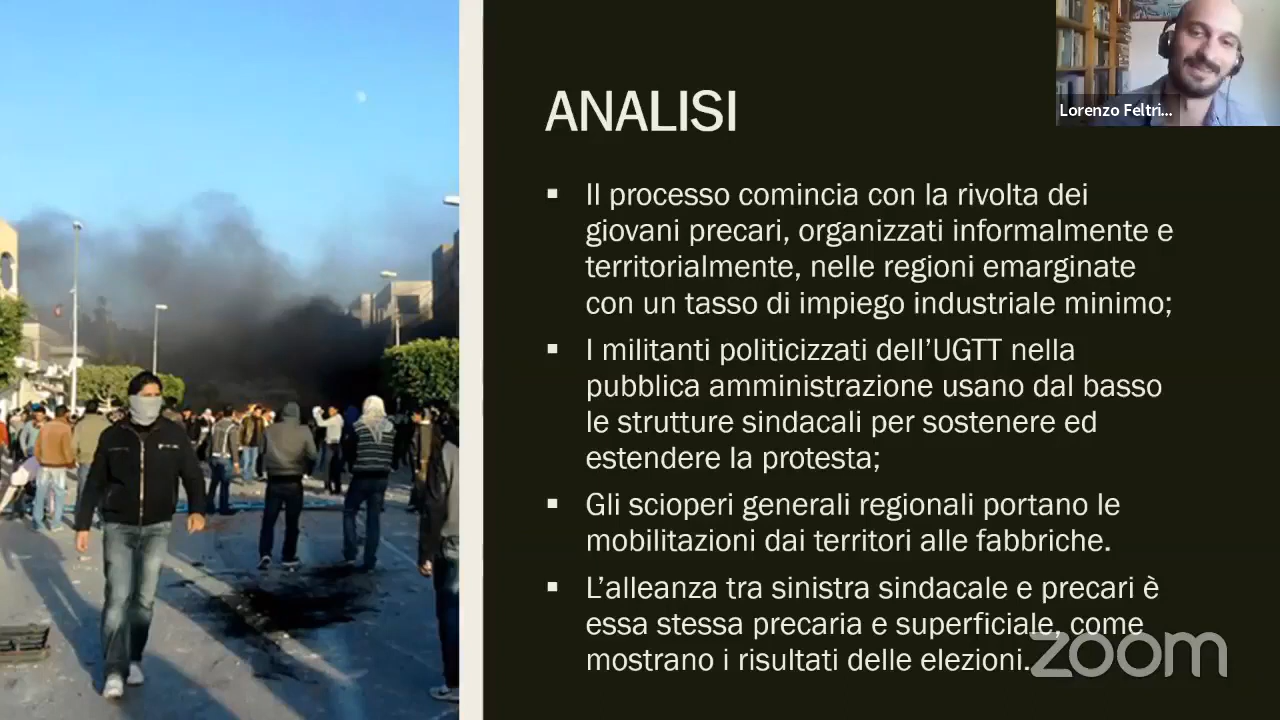 ANALISI
Lorenzo Feltri...
▪ Il processo comincia con la rivolta dei
giovani precari, organizzati informalmente e
territorialmente, nelle regioni emarginate
con un tasso di impiego industriale minimo;
▪ I militanti politicizzati dell’UGTT nella
pubblica amministrazione usano dal basso
le strutture sindacali per sostenere ed
estendere la protesta;
▪ Gli scioperi generali regionali portano le
mobilitazioni dai territori alle fabbriche.
▪ L’alleanza tra sinistra sindacale e precari è
essa stessa precaria e superficiale, come
mostrano i risultati delle elezioni.
zoom